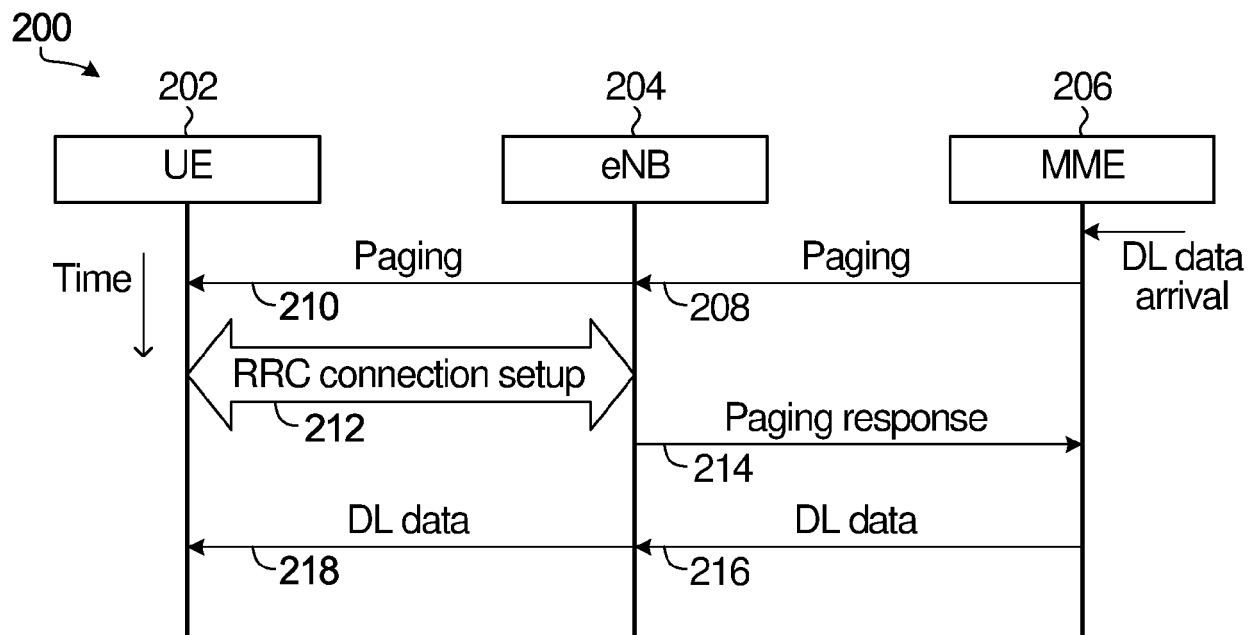 200
202
204
206
UE
eNB
MME
Time
Paging
Paging
DL data
arrival
210
208
RRC connection setup
212
Paging response
214
DL data
DL data
218
216